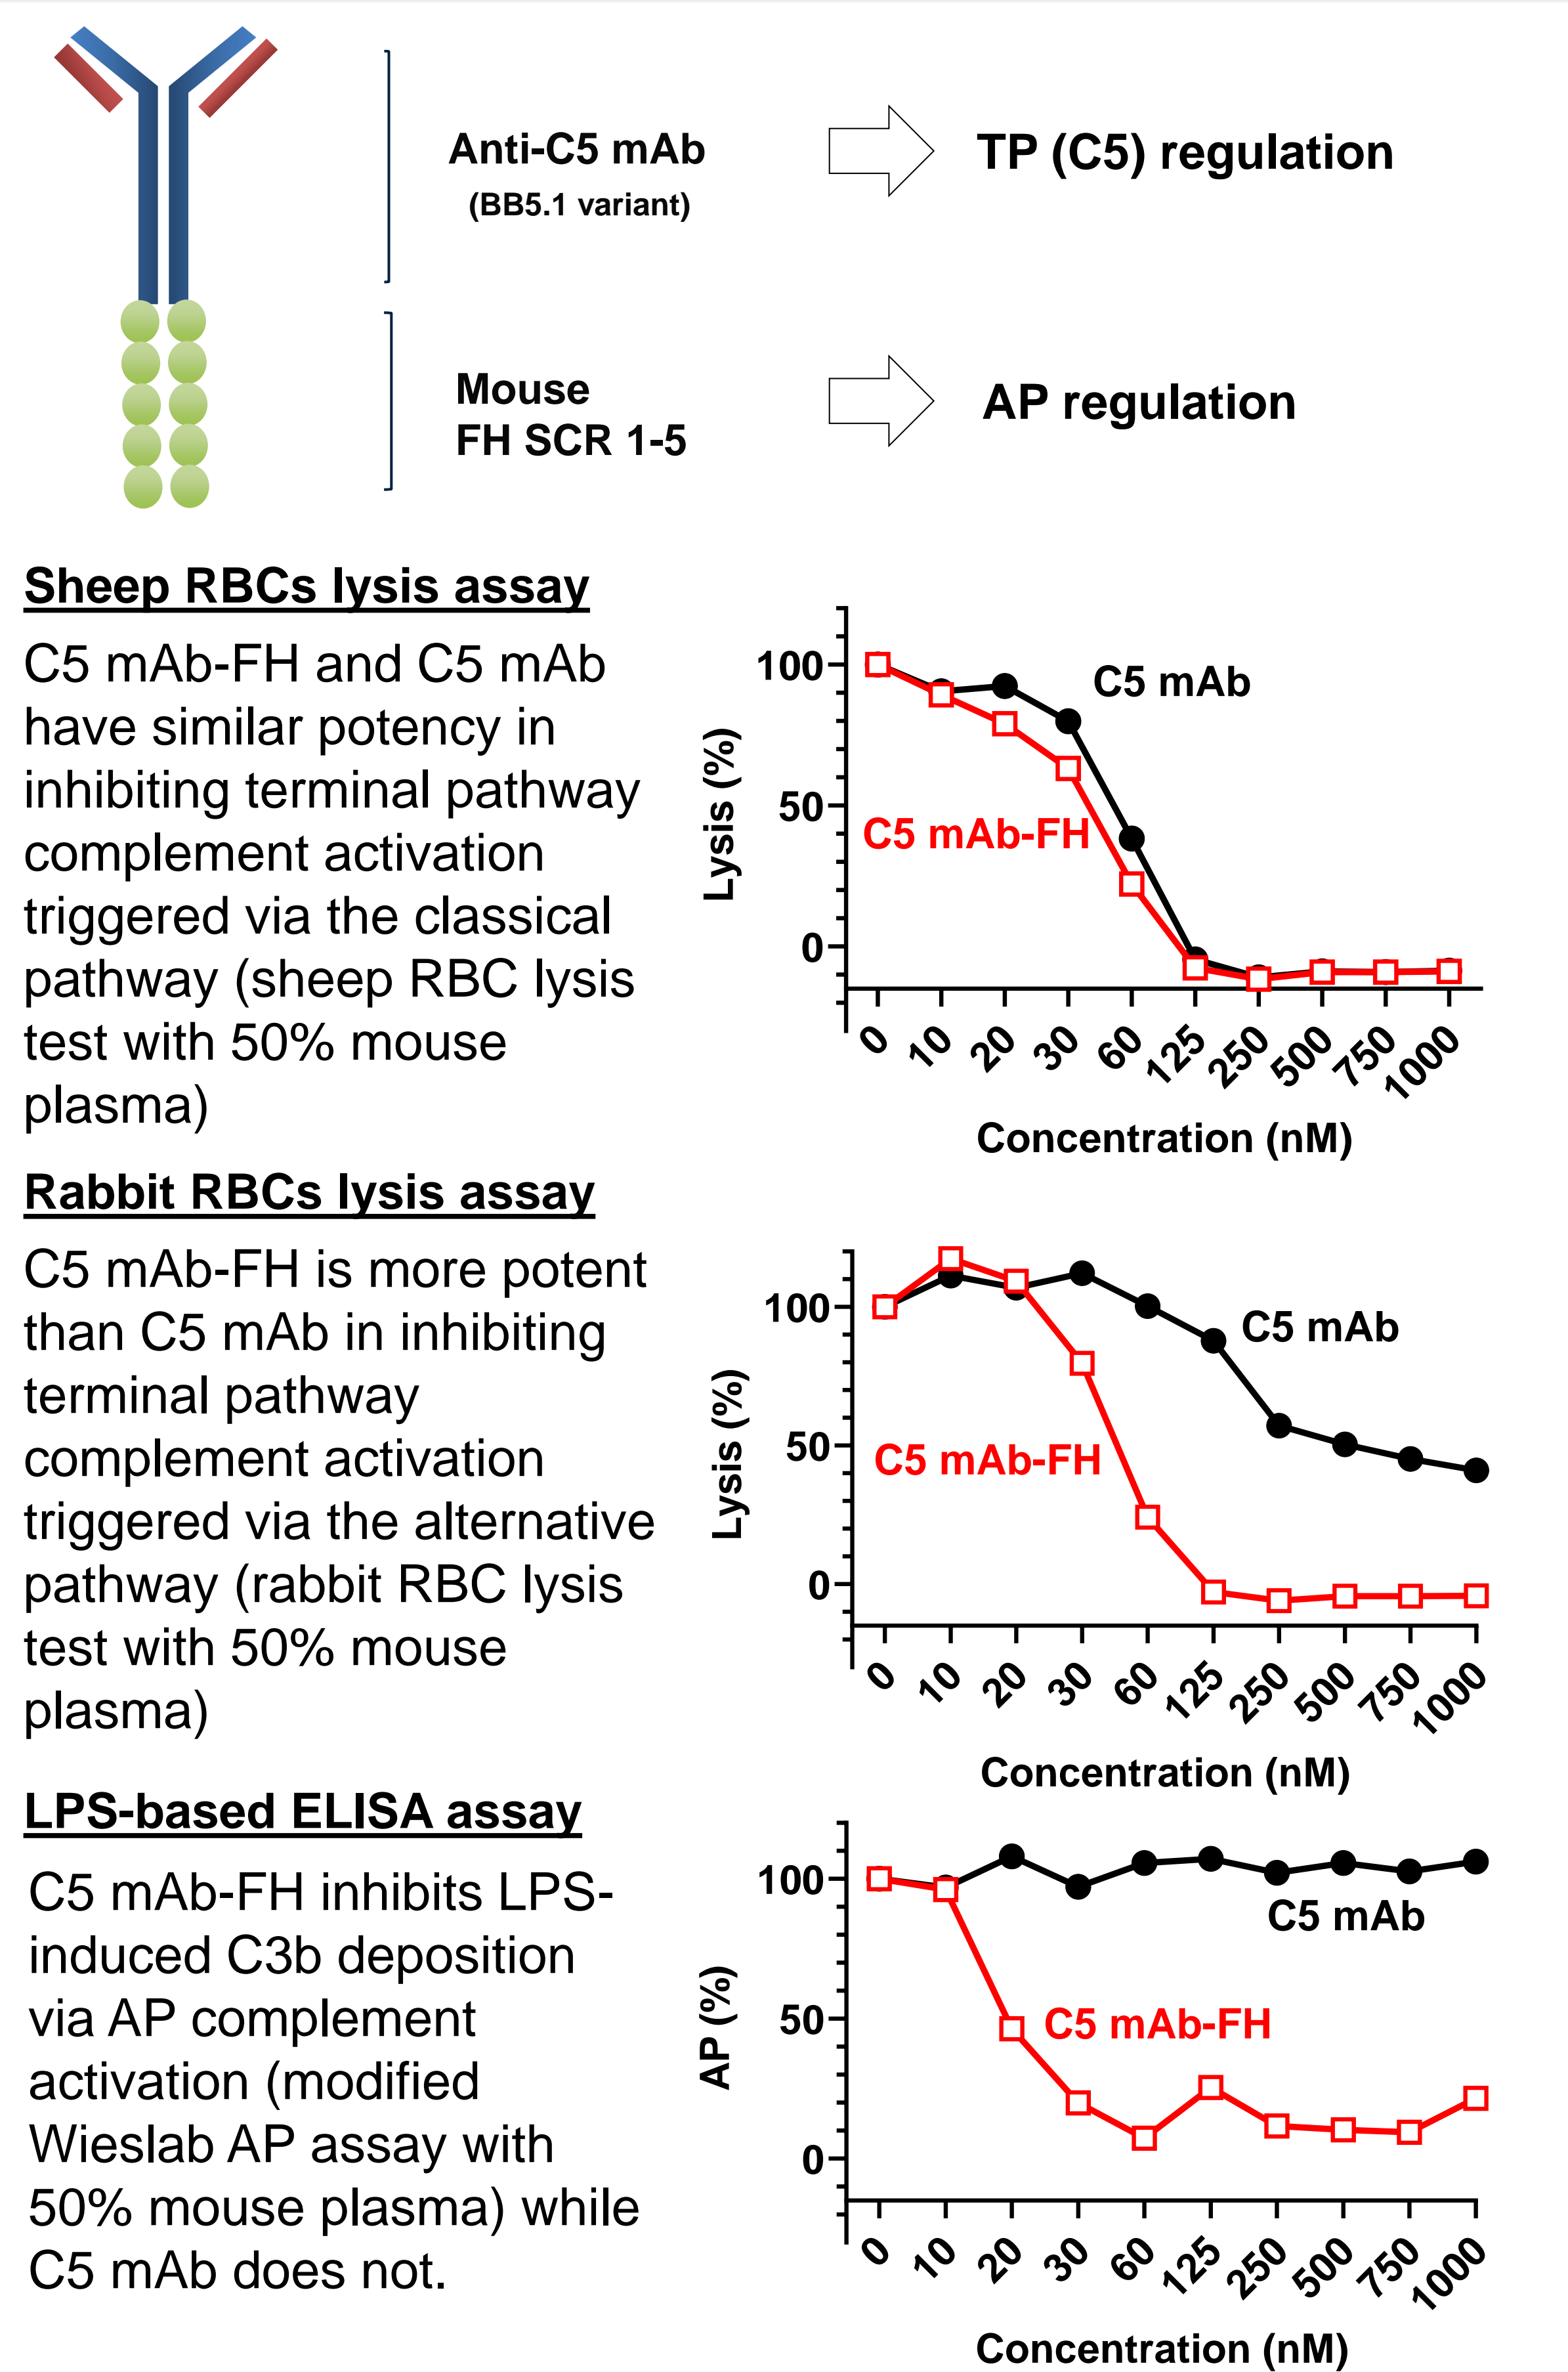 Anti-C5 mAb
(BB5.1 variant)
TP (C5) regulation
Mouse
FH SCR 1-5
AP regulation
Sheep RBCs lysis assay
C5 mAb-FH and C5 mAb
have similar potency in
inhibiting terminal pathway
complement activation
triggered via the classical
pathway (sheep RBC lysis
test with 50% mouse
plasma)
Lysis (%)
100
50
0
C5 mAb
C5 mAb-FH
0 10 20 30 60 125 250 500 750 1000
Concentration (nM)
Rabbit RBCs lysis assay
C5 mAb-FH is more potent
than C5 mAb in inhibiting
terminal pathway
complement activation
triggered via the alternative
pathway (rabbit RBC lysis
test with 50% mouse
plasma)
Lysis (%)
100
50
0
C5 mAb
C5 mAb-FH
0 10 20 30 60 125 250 500 750 1000
Concentration (nM)
LPS-based ELISA assay
C5 mAb-FH inhibits LPS-
induced C3b deposition
via AP complement
activation (modified
Wieslab AP assay with
50% mouse plasma) while
C5 mAb does not.
AP (%)
100
50
0
C5 mAb
C5 mAb-FH
0 10 20 30 60 125 250 500 750 1000
Concentration (nM)